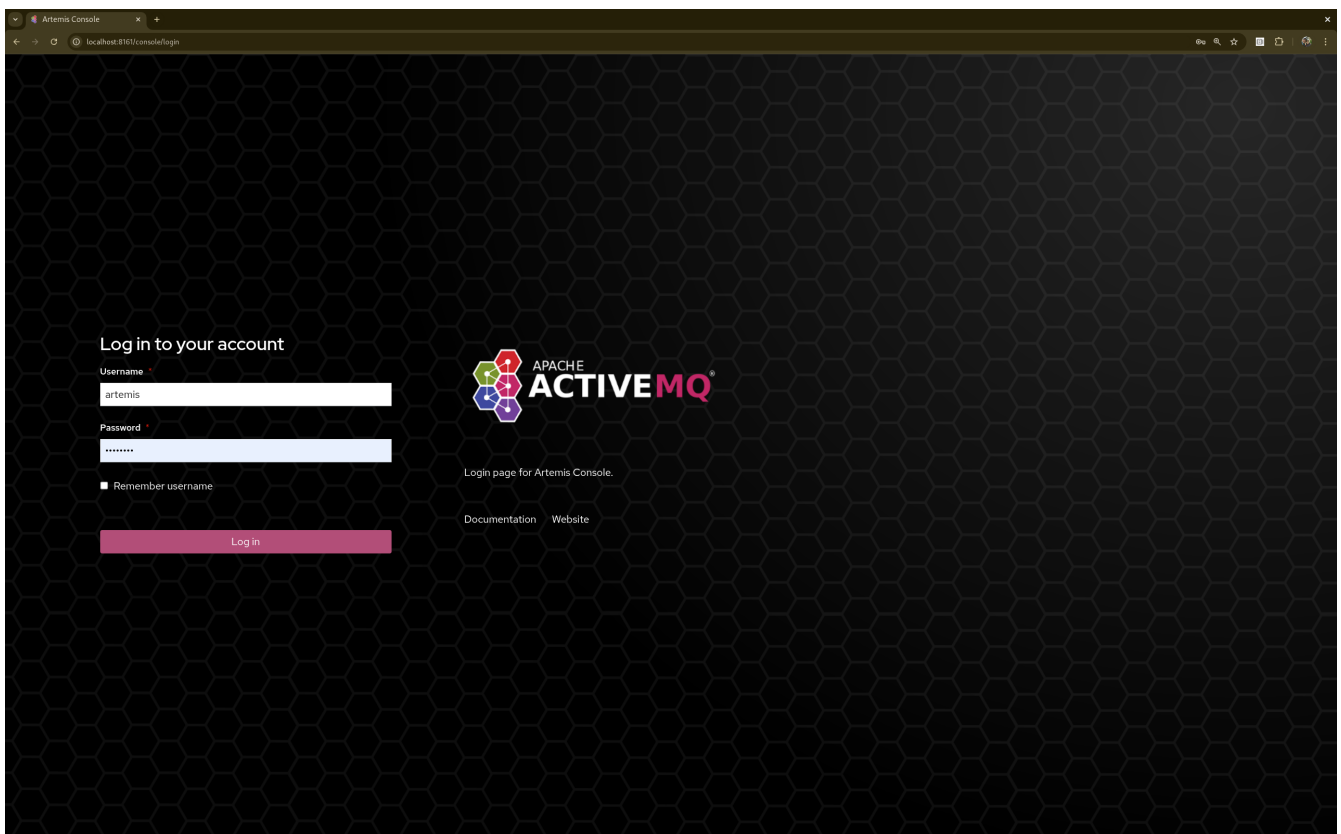 Artemis Console
localhost:8161/console/login
Log in to your account
Username *
artemis
Password *
••••••••
Remember username
Log in
APACHE
ACTIVEMQ®
Login page for Artemis Console.
Documentation Website